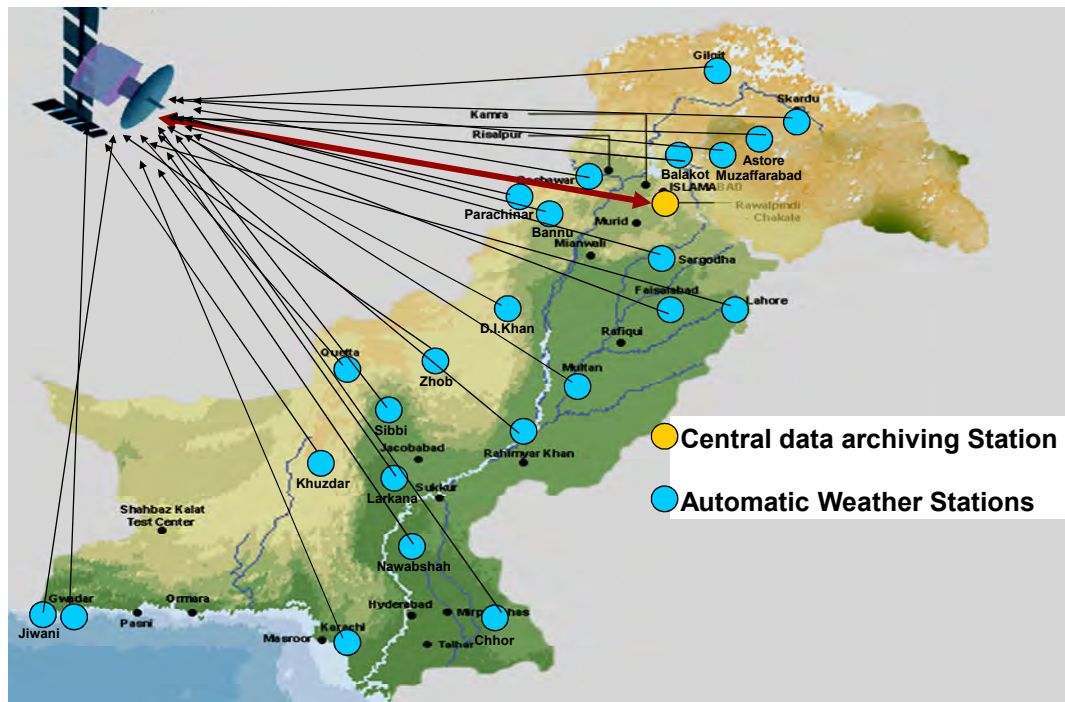 Gilgit
Skardu
Kamra
Risalpur
Astore
Balakot
Muzaffarabad
Peshawar
ISLAMABAD
Parachinar
Rawalpindi
- Chakala
Bannu
Murid
Mianwali
Sargodha
Faisalabad
Lahore
D.I.Khan
Rafiqui
Quetta
Zhob
Multan
Sibbi
Central data archiving Station
Jacobabad
Rahimyar Khan
Khuzdar
Larkana
Sukkur
Automatic Weather Stations
Shahbaz Kalat
Test Center
Nawabshah
Gwadar
Ormara
Hyderabad
Mirpurkhas
Jiwani
Pasni
Chhor
Karachi
Masroor
Talhar